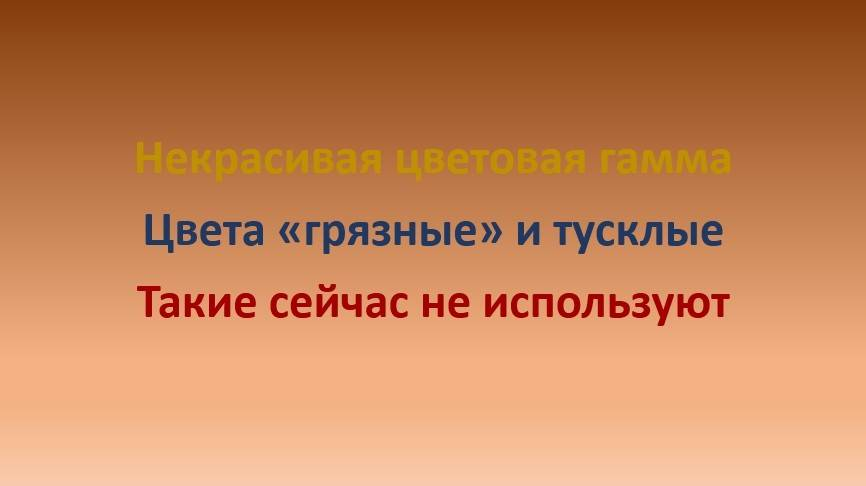 Некрасивая цветовая гамма
Цвета «грязные» и тусклые
Такие сейчас не используют